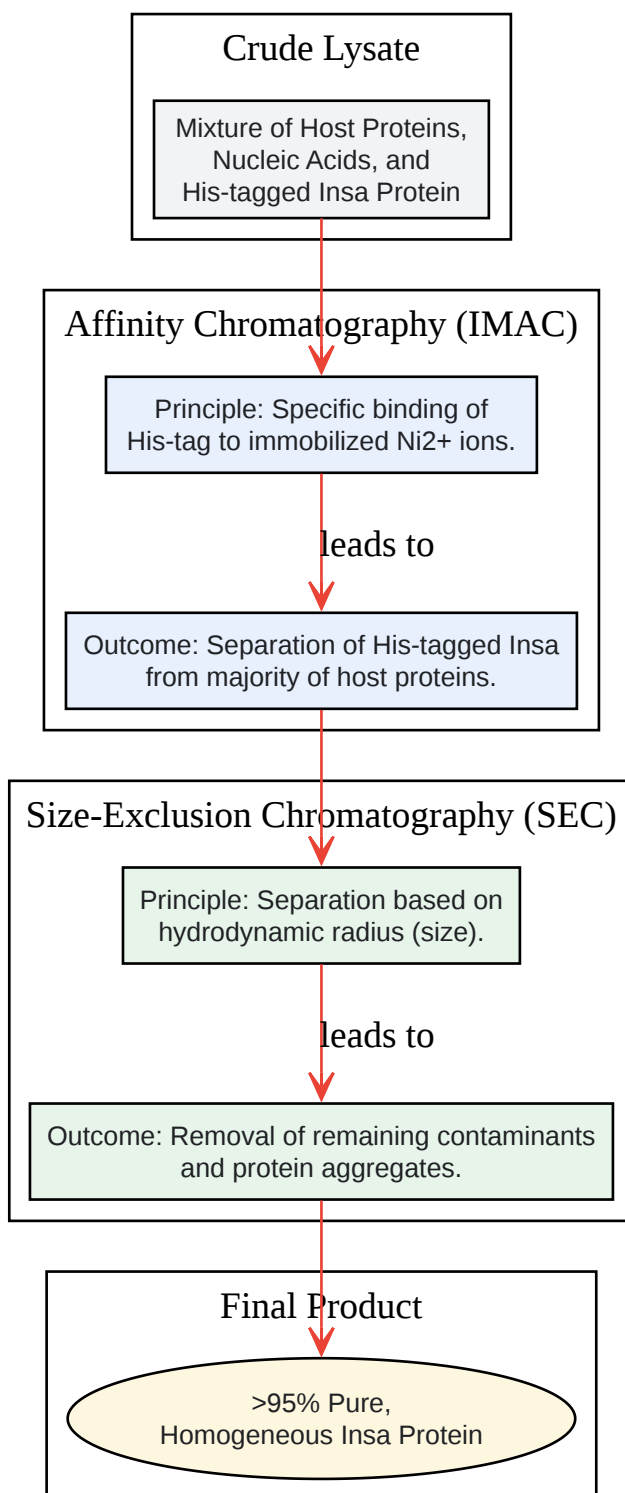 Crude Lysate
Mixture of Host Proteins,
Nucleic Acids, and
His-tagged Insa Protein
Affinity Chromatography (IMAC)
Principle: Specific binding of
His-tag to immobilized Ni2+ ions.
leads to
Outcome: Separation of His-tagged Insa
from majority of host proteins.
Size-Exclusion Chromatography (SEC)
Principle: Separation based on
hydrodynamic radius (size).
leads to
Outcome: Removal of remaining contaminants
and protein aggregates.
Final Product
>95% Pure,
Homogeneous Insa Protein